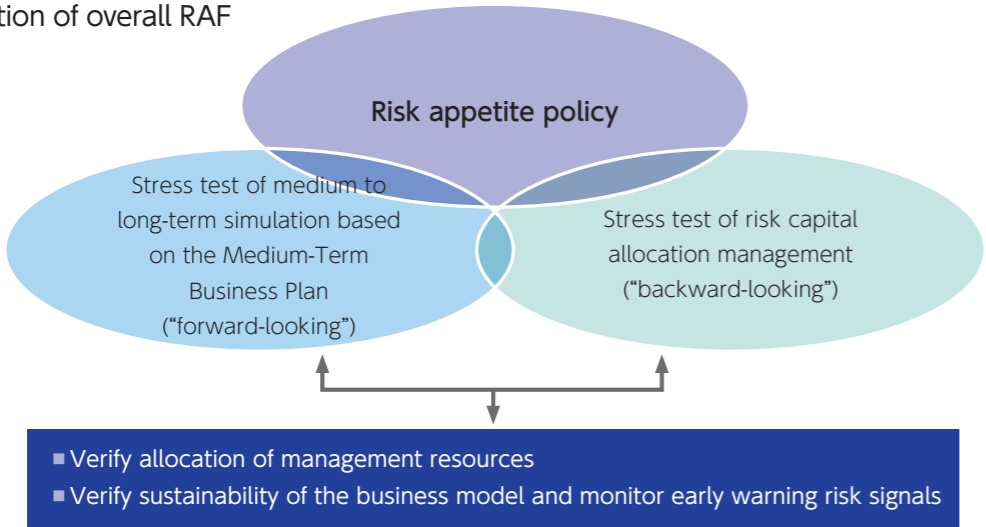 tion of overall RAF
Risk appetite policy
Stress test of medium to
long-term simulation based
on the Medium-Term
Business Plan
(“forward-looking”)
Stress test of risk capital
allocation management
(“backward-looking”)
■ Verify allocation of management resources
■ Verify sustainability of the business model and monitor early warning risk signals